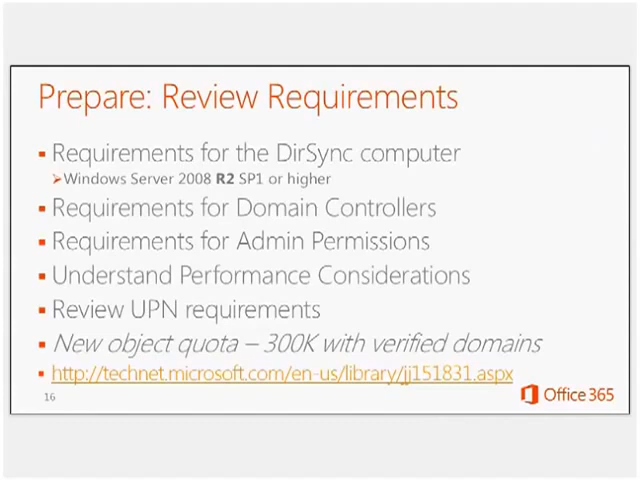 Prepare: Review Requirements
Requirements for the DirSync computer
Windows Server 2008 R2 SP1 or higher
Requirements for Domain Controllers
Requirements for Admin Permissions
Understand Performance Considerations
Review UPN requirements
New object quota – 300K with verified domains
http://technet.microsoft.com/en-us/library/jj151831.aspx
16
Office 365